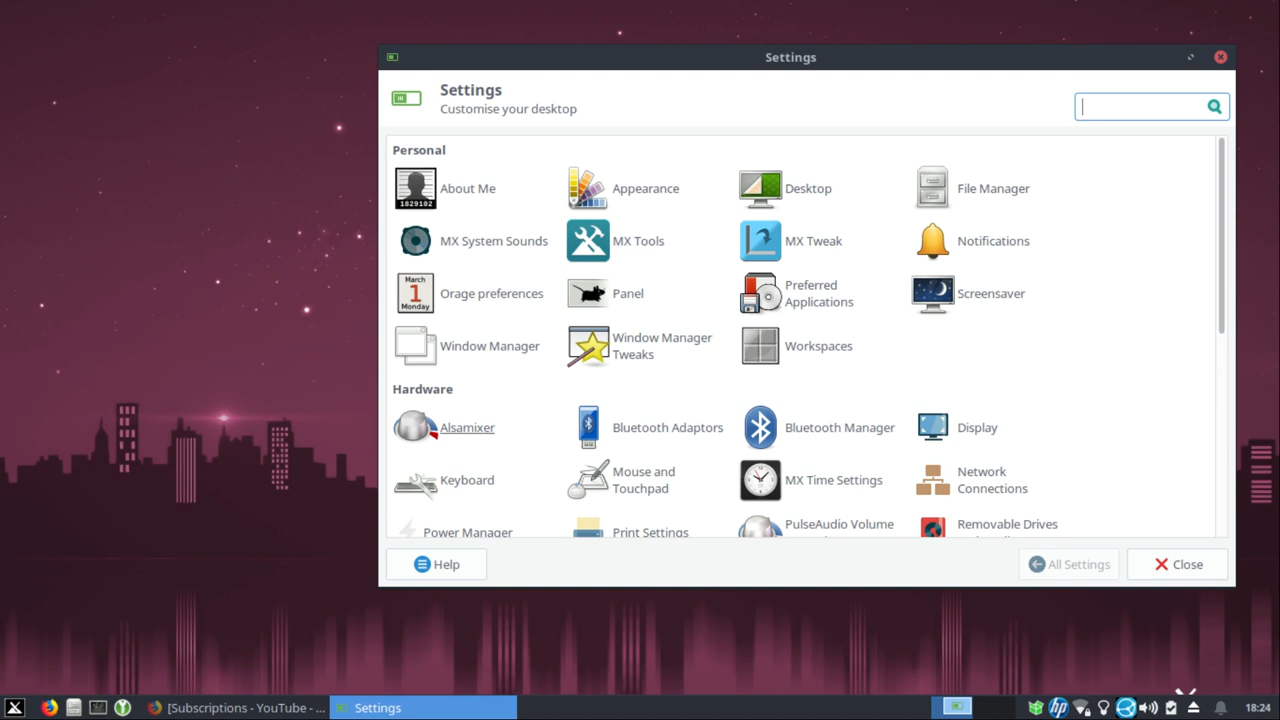 Settings
Settings
Customise your desktop
Personal
About Me
Appearance
Desktop
File Manager
1829102
MX System Sounds
MX Tools
MX Tweak
Notifications
March
1
Monday
Orage preferences
Panel
Preferred
Applications
Screensaver
Window Manager
Window Manager
Tweaks
Workspaces
Hardware
Alsamixer
Bluetooth Adaptors
Bluetooth Manager
Display
Keyboard
Mouse and
Touchpad
MX Time Settings
Network
Connections
Power Manager
Print Settings
PulseAudio Volume
Removable Drives
Help
All Settings
Close
[Subscriptions - YouTube - ...
Settings
hp
18:24